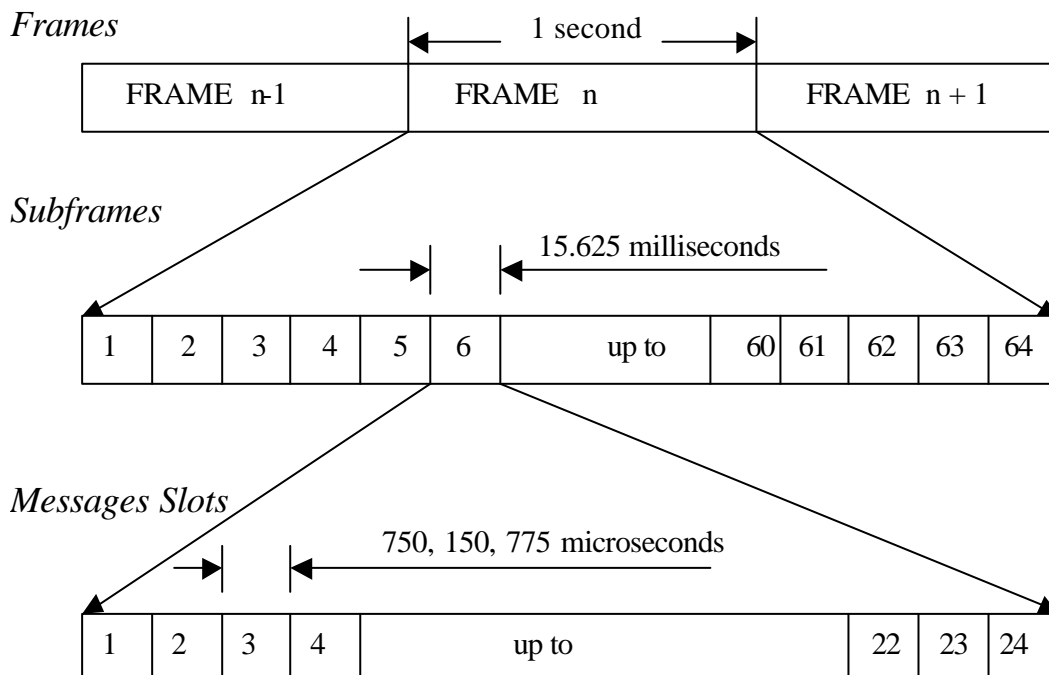 Frames
1 second
FRAME n-1 FRAME n FRAME n + 1
Subframes
15.625 milliseconds
1 2 3 4 5 6 up to 60 61 62 63 64
Messages Slots
750, 150, 775 microseconds
1 2 3 4 up to 22 23 24